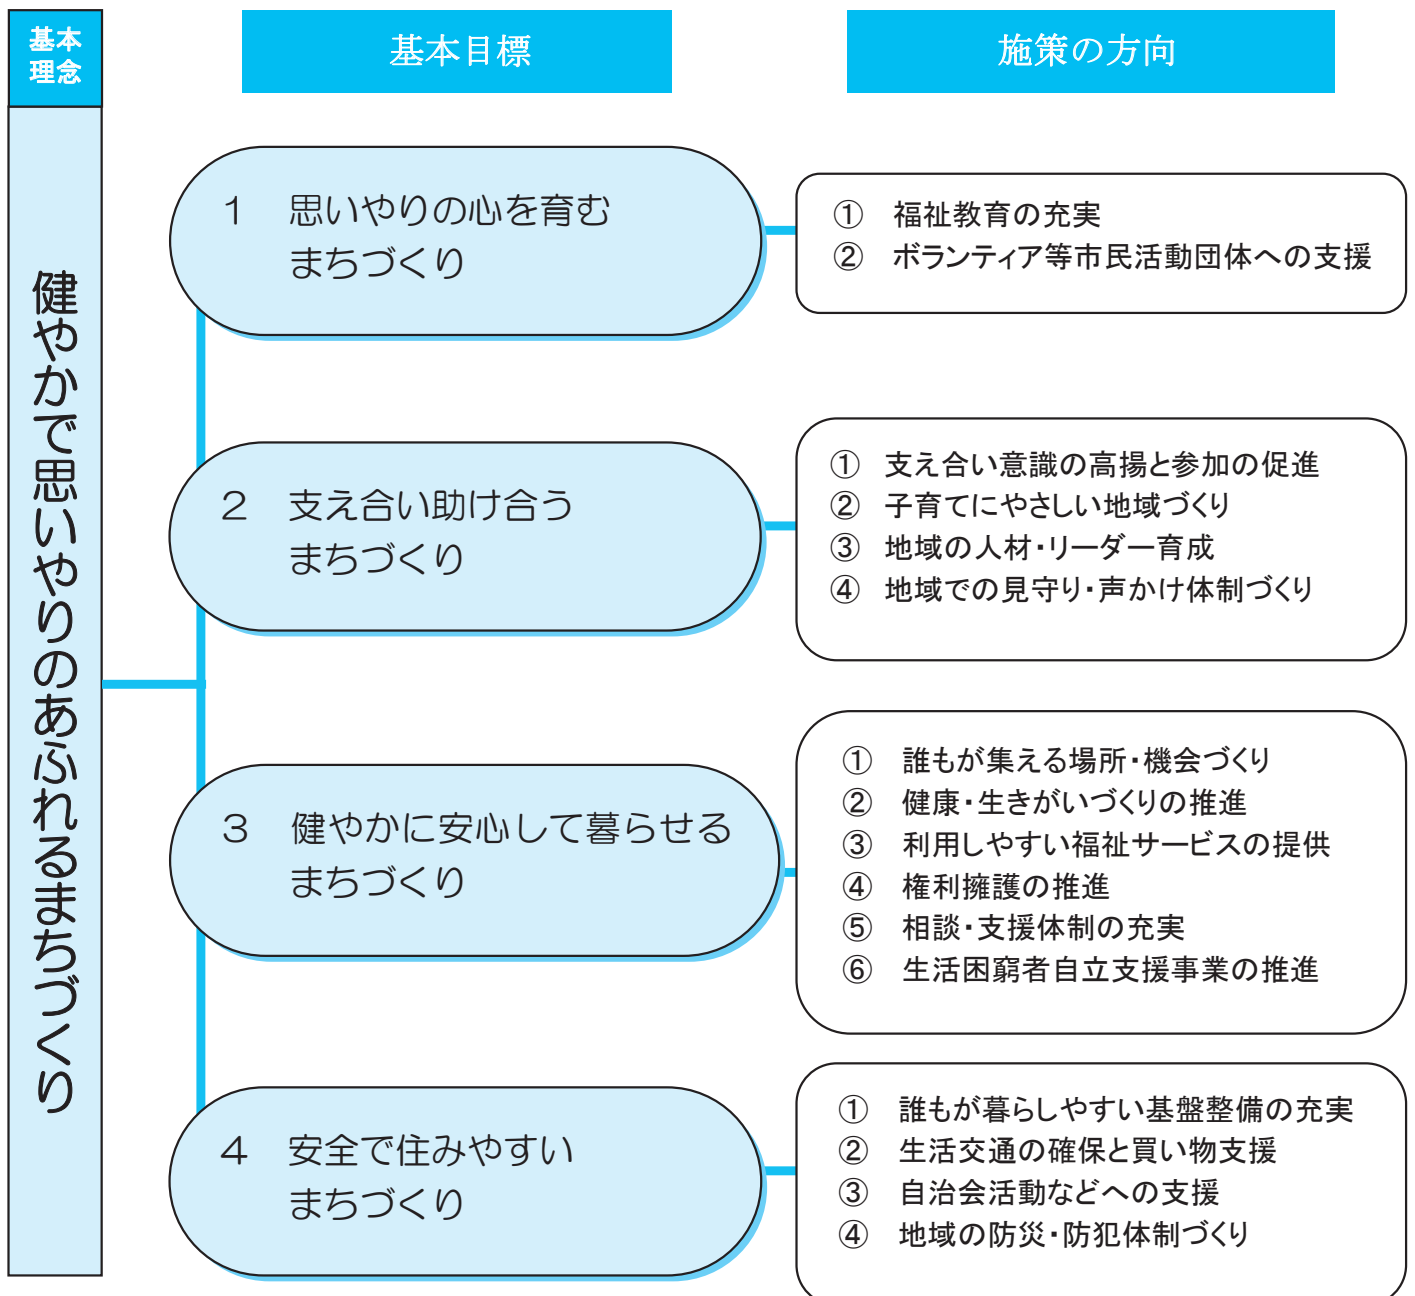 基本
理念
基本目標
施策の方向
健やかで思いやりのあふれるまちづくり
1 思いやりの心を育む
まちづくり
① 福祉教育の充実
② ボランティア等市民活動団体への支援
2 支え合い助け合う
まちづくり
① 支え合い意識の高揚と参加の促進
② 子育てにやさしい地域づくり
③ 地域の人材・リーダー育成
④ 地域での見守り・声かけ体制づくり
3 健やかに安心して暮らせる
まちづくり
① 誰もが集える場所・機会づくり
② 健康・生きがいづくりの推進
③ 利用しやすい福祉サービスの提供
④ 権利擁護の推進
⑤ 相談・支援体制の充実
⑥ 生活困窮者自立支援事業の推進
4 安全で住みやすい
まちづくり
① 誰もが暮らしやすい基盤整備の充実
② 生活交通の確保と買い物支援
③ 自治会活動などへの支援
④ 地域の防災・防犯体制づくり